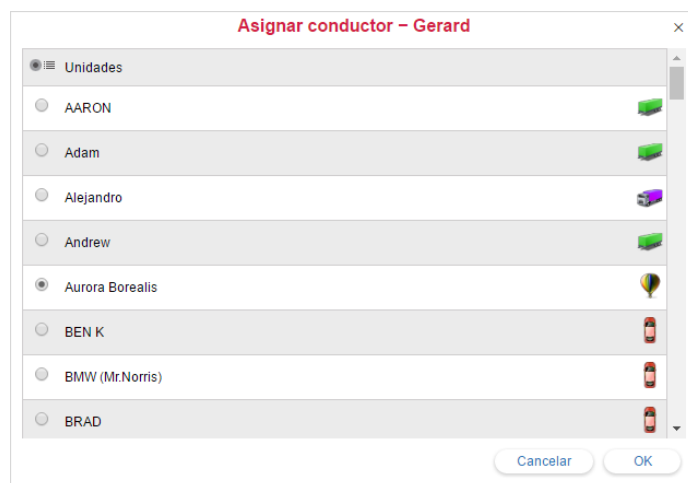 Asignar conductor – Gerard
Unidades
AARON
Adam
Alejandro
Andrew
Aurora Borealis
BEN K
BMW (Mr.Norris)
BRAD
Cancelar OK